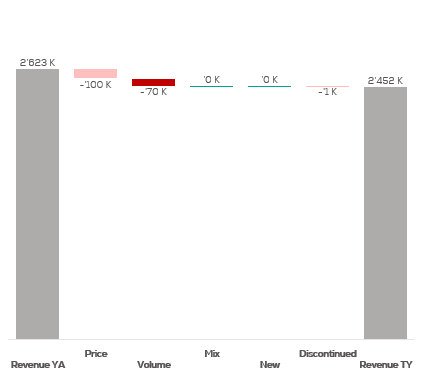 2'623 K
-'100 K
-'70 K
'0 K
'0 K
-'1 K
2'452 K
Revenue YA
Price
Volume
Mix
New
Discontinued
Revenue TY